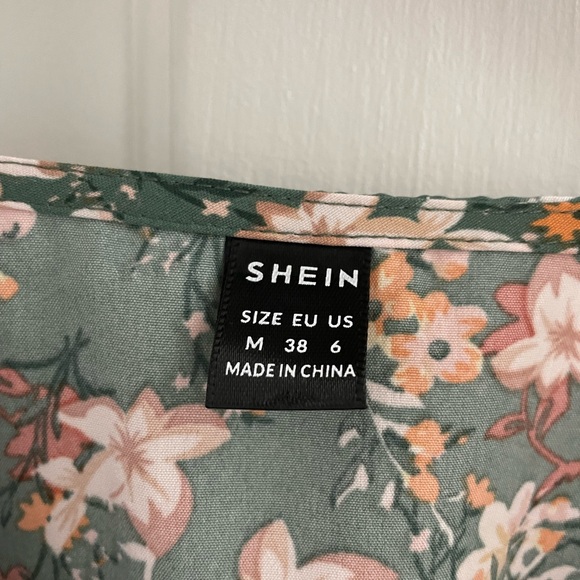 SHEIN
SIZE EU US
M 38 6
MADE IN CHINA